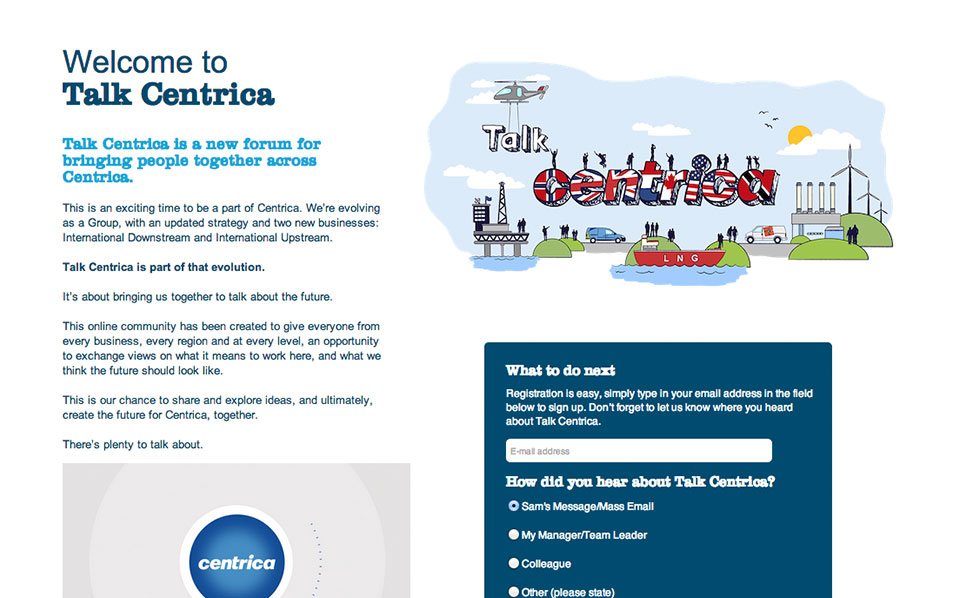 Welcome to
Talk Centrica
Talk Centrica is a new forum for
bringing people together across
Centrica.
This is an exciting time to be a part of Centrica. We're evolving
as a Group, with an updated strategy and two new businesses:
International Downstream and International Upstream.
Talk Centrica is part of that evolution.
It's about bringing us together to talk about the future.
This online community has been created to give everyone from
every business, every region and at every level, an opportunity
to exchange views on what it means to work here, and what we
think the future should look like.
This is our chance to share and explore ideas, and ultimately,
create the future for Centrica, together.
There's plenty to talk about.
centrica
Talk
centrica
LNG
What to do next
Registration is easy, simply type in your email address in the field
below to sign up. Don't forget to let us know where you heard
about Talk Centrica.
E-mail address
How did you hear about Talk Centrica?
Sam's Message/Mass Email
My Manager/Team Leader
Colleague
Other (please state)